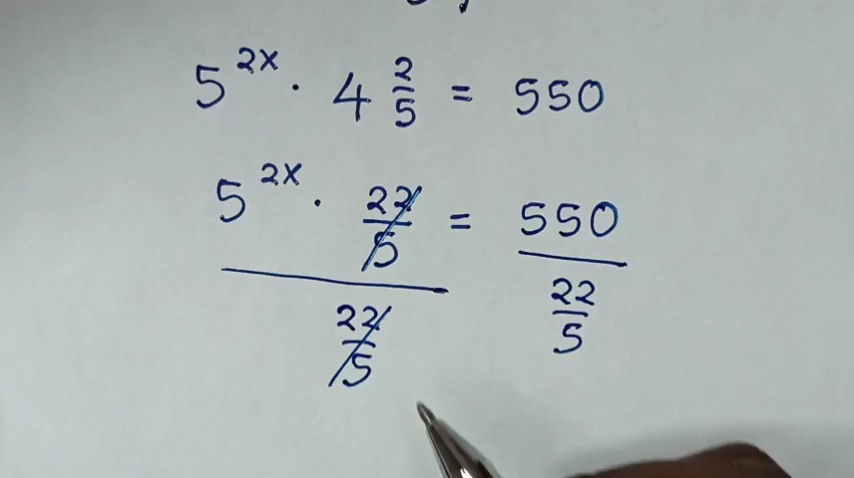 5^{2x} · 4 2/5 = 550
5^{2x} · 22/5 = 550
22/5 22/5